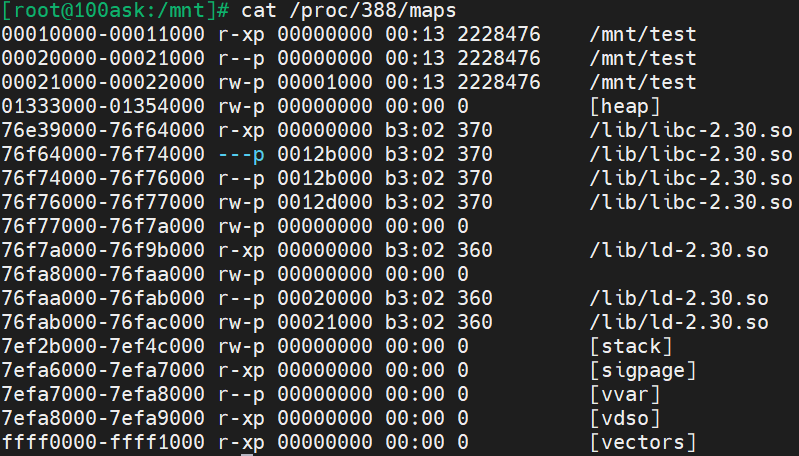 [root@100ask:/mnt]# cat /proc/388/maps
00010000-00011000 r-xp 00000000 00:13 2228476    /mnt/test
00020000-00021000 r--p 00000000 00:13 2228476    /mnt/test
00021000-00022000 rw-p 00001000 00:13 2228476    /mnt/test
01333000-01354000 rw-p 00000000 00:00 0          [heap]
76e39000-76f64000 r-xp 00000000 b3:02 370        /lib/libc-2.30.so
76f64000-76f74000 ---p 0012b000 b3:02 370        /lib/libc-2.30.so
76f74000-76f76000 r--p 0012b000 b3:02 370        /lib/libc-2.30.so
76f76000-76f77000 rw-p 0012d000 b3:02 370        /lib/libc-2.30.so
76f77000-76f7a000 rw-p 00000000 00:00 0
76f7a000-76f9b000 r-xp 00000000 b3:02 360        /lib/ld-2.30.so
76fa8000-76faa000 rw-p 00000000 00:00 0
76faa000-76fab000 r--p 00020000 b3:02 360        /lib/ld-2.30.so
76fab000-76fac000 rw-p 00021000 b3:02 360        /lib/ld-2.30.so
7ef2b000-7ef4c000 rw-p 00000000 00:00 0          [stack]
7efa6000-7efa7000 r-xp 00000000 00:00 0          [sigpage]
7efa7000-7efa8000 r--p 00000000 00:00 0          [vvar]
7efa8000-7efa9000 r-xp 00000000 00:00 0          [vdso]
ffff0000-ffff1000 r-xp 00000000 00:00 0          [vectors]